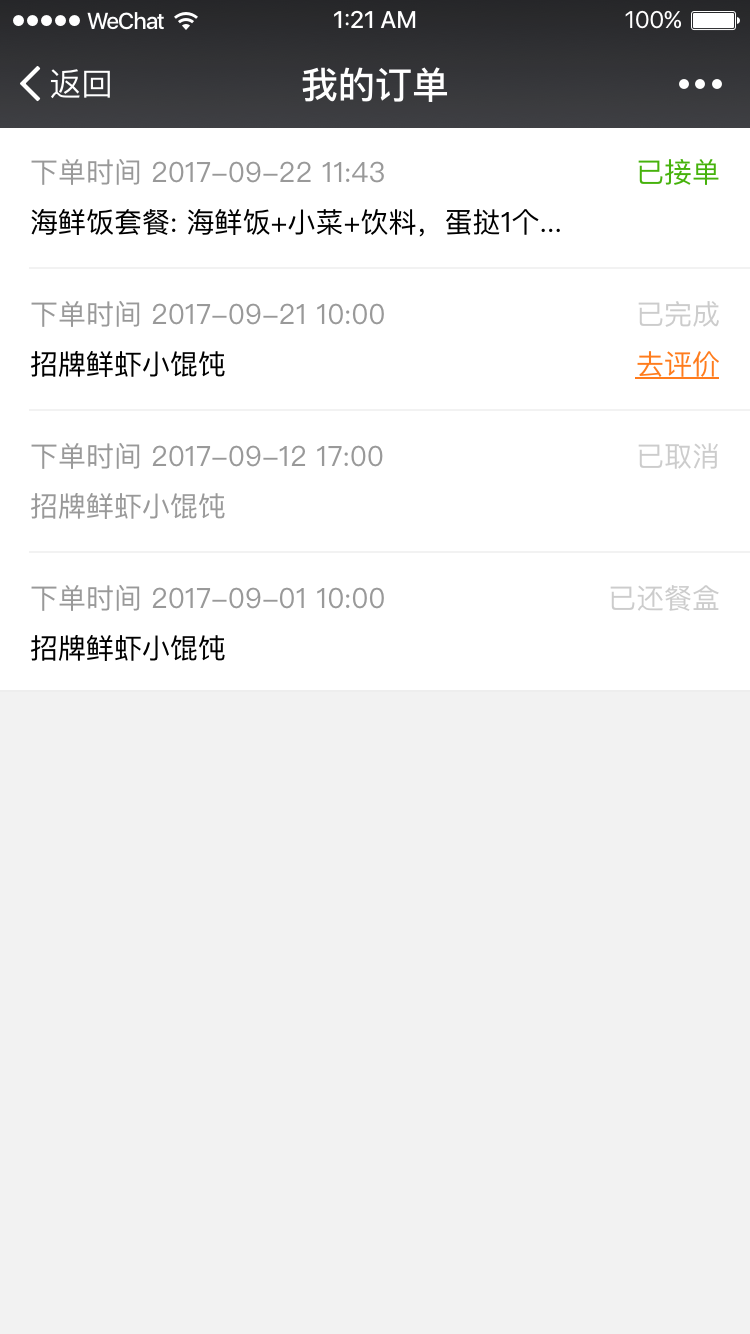 WeChat 1:21 AM 100%
返回 我的订单
下单时间 2017-09-22 11:43 已接单
海鲜饭套餐: 海鲜饭+小菜+饮料，蛋挞1个...
下单时间 2017-09-21 10:00 已完成
招牌鲜虾小馄饨 去评价
下单时间 2017-09-12 17:00 已取消
招牌鲜虾小馄饨
下单时间 2017-09-01 10:00 已还餐盒
招牌鲜虾小馄饨